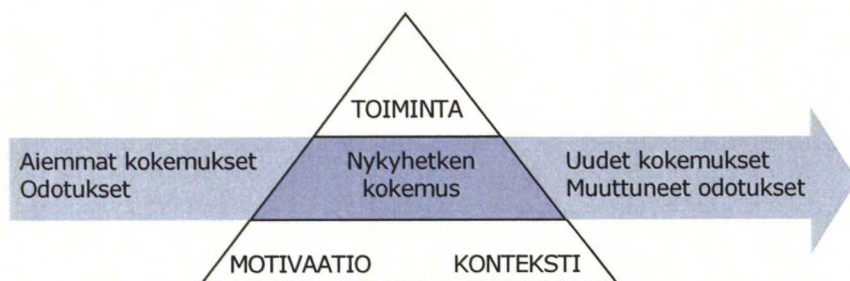 TOIMINTA
Aiemmat kokemukset
Odotukset
Nykyhetken
kokemus
Uudet kokemukset
Muuttuneet odotukset
MOTIVAATIO
KONTEKSTI